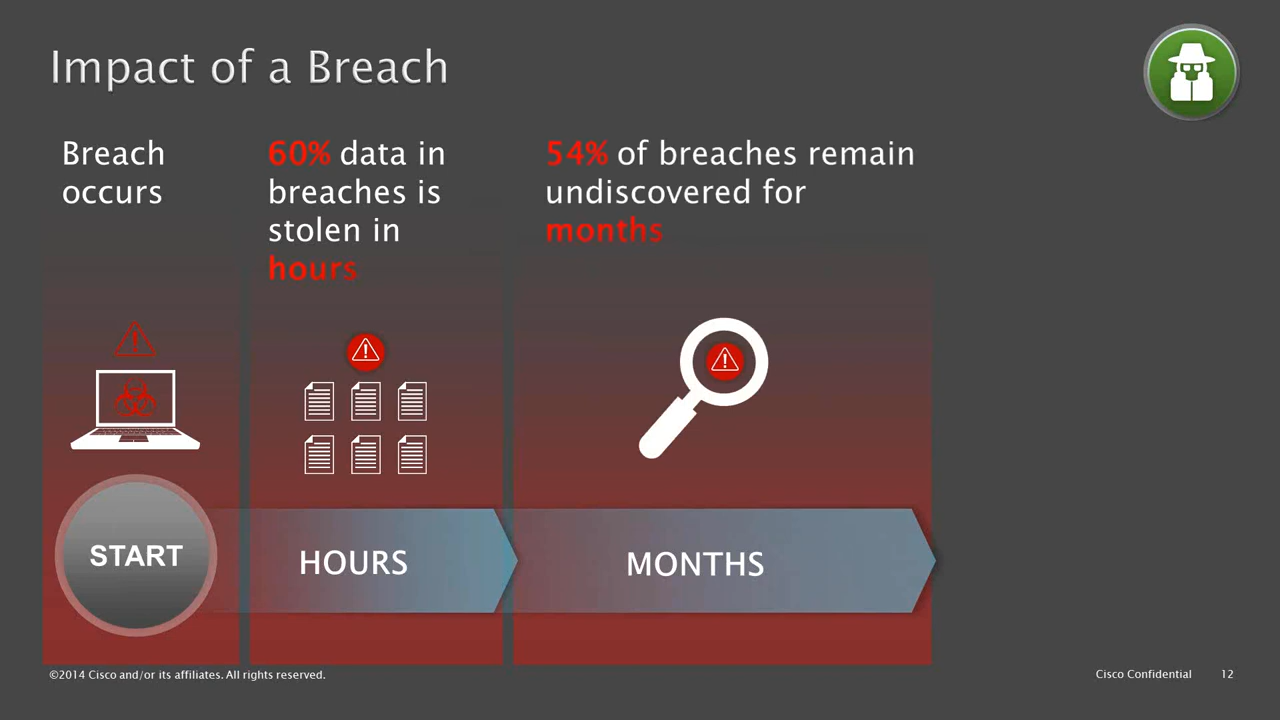 Impact of a Breach
Breach
occurs
60% data in
breaches is
stolen in
hours
54% of breaches remain
undiscovered for
months
START
HOURS
MONTHS
©2014 Cisco and/or its affiliates. All rights reserved.
Cisco Confidential
12